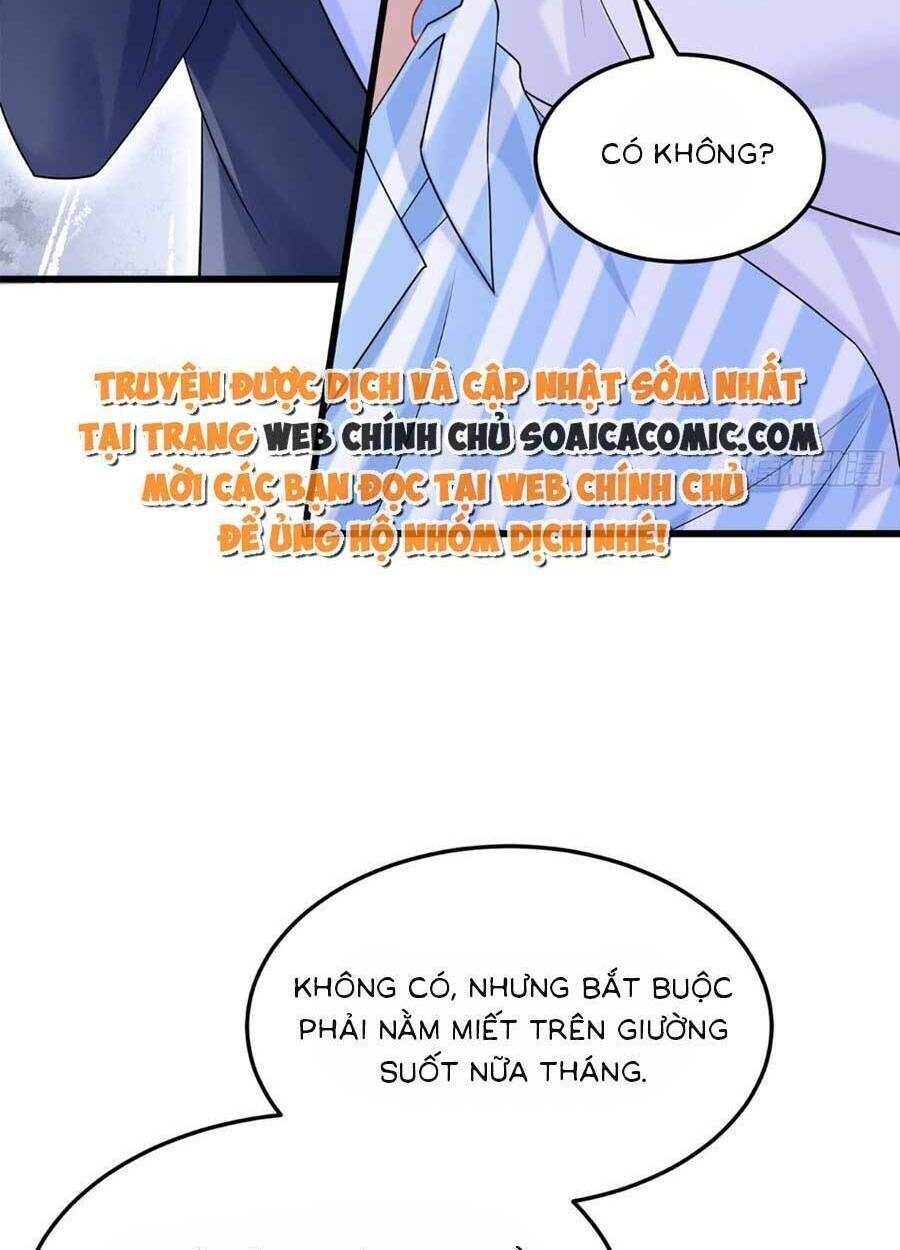 CÓ KHÔNG?
TRUYỆN ĐƯỢC DỊCH VÀ CẬP NHẬT SỚM NHẤT
TẠI TRANG WEB CHÍNH CHỦ SOAICACOMIC.COM
MỜI CÁC BẠN ĐỌC TẠI WEB CHÍNH CHỦ
ĐỂ ỦNG HỘ NHÓM DỊCH NHÉ!
KHÔNG CÓ, NHƯNG BẮT BUỘC
PHẢI NẰM MIẾT TRÊN GIƯỜNG
SUỐT NỮA THÁNG.